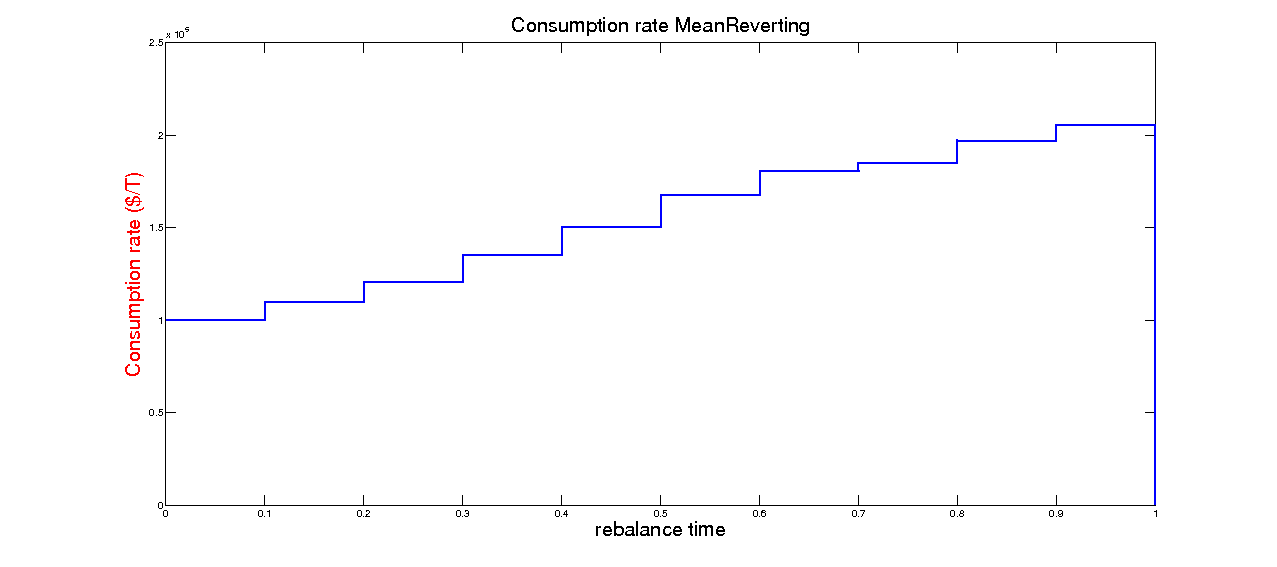 Consumption rate MeanReverting
x 10^5
2.5
2
1.5
1
0.5
0
Consumption rate ($/T)
0 0.1 0.2 0.3 0.4 0.5 0.6 0.7 0.8 0.9 1
rebalance time